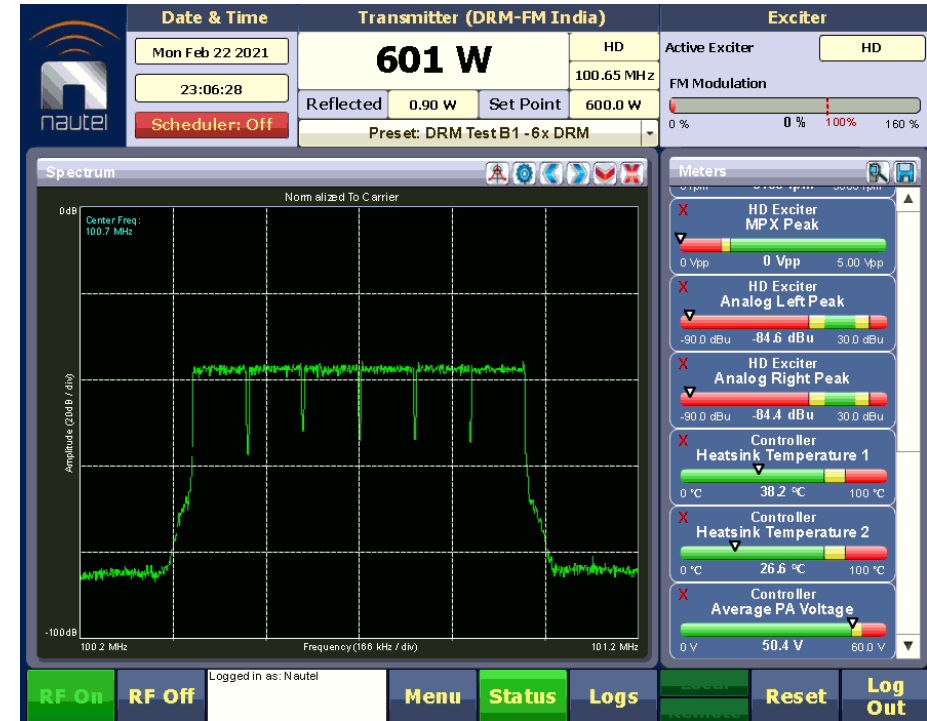 nautel
Date & Time
Mon Feb 22 2021
23:06:28
Scheduler: Off
Transmitter (DRM-FM India)
601 W
HD
100.65 MHz
Reflected 0.90 W Set Point 600.0 W
Preset: DRM Test B1 -6x DRM
Exciter
Active Exciter HD
FM Modulation
0 % 0 % 100% 160 %
Spectrum
Normalized To Carrier
0dB
Center Freq:
100.7 MHz
Amplitude (20dB / div)
-100dB
100.2 MHz Frequency (166 kHz / div) 101.2 MHz
Meters
X HD Exciter
MPX Peak
0 Vpp 0 Vpp 5.00 Vpp
X HD Exciter
Analog Left Peak
-90.0 dBu -84.6 dBu 30.0 dBu
X HD Exciter
Analog Right Peak
-90.0 dBu -84.4 dBu 30.0 dBu
X Controller
Heatsink Temperature 1
0 °C 38.2 °C 100 °C
X Controller
Heatsink Temperature 2
0 °C 26.6 °C 100 °C
X Controller
Average PA Voltage
0 V 50.4 V 60.0 V
RF On
RF Off
Logged in as: Nautel
Menu
Status
Logs
Reset
Log
Out